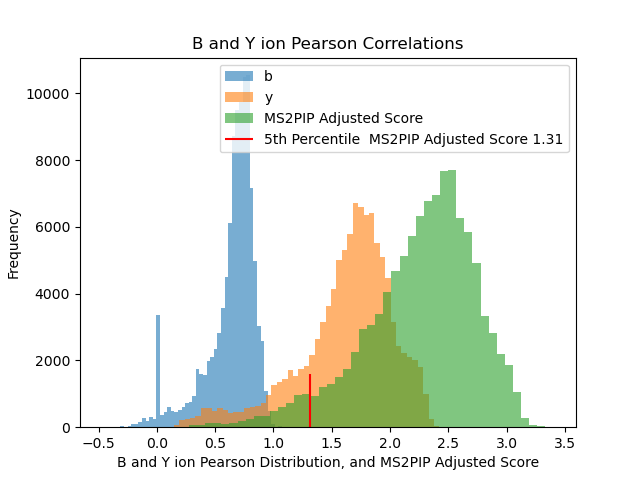 B and Y ion Pearson Correlations
b
y
MS2PIP Adjusted Score
5th Percentile  MS2PIP Adjusted Score 1.31
Frequency
10000
8000
6000
4000
2000
0
−0.5 0.0 0.5 1.0 1.5 2.0 2.5 3.0 3.5
B and Y ion Pearson Distribution, and MS2PIP Adjusted Score